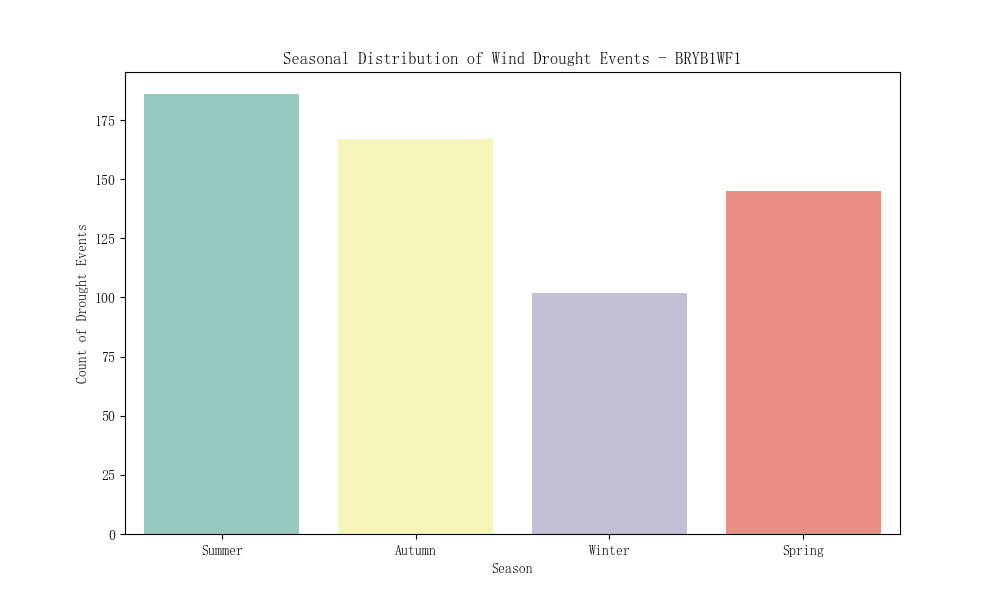 Seasonal Distribution of Wind Drought Events - BRYB1WF1
Count of Drought Events
175
150
125
100
75
50
25
0
Summer
Autumn
Winter
Spring
Season